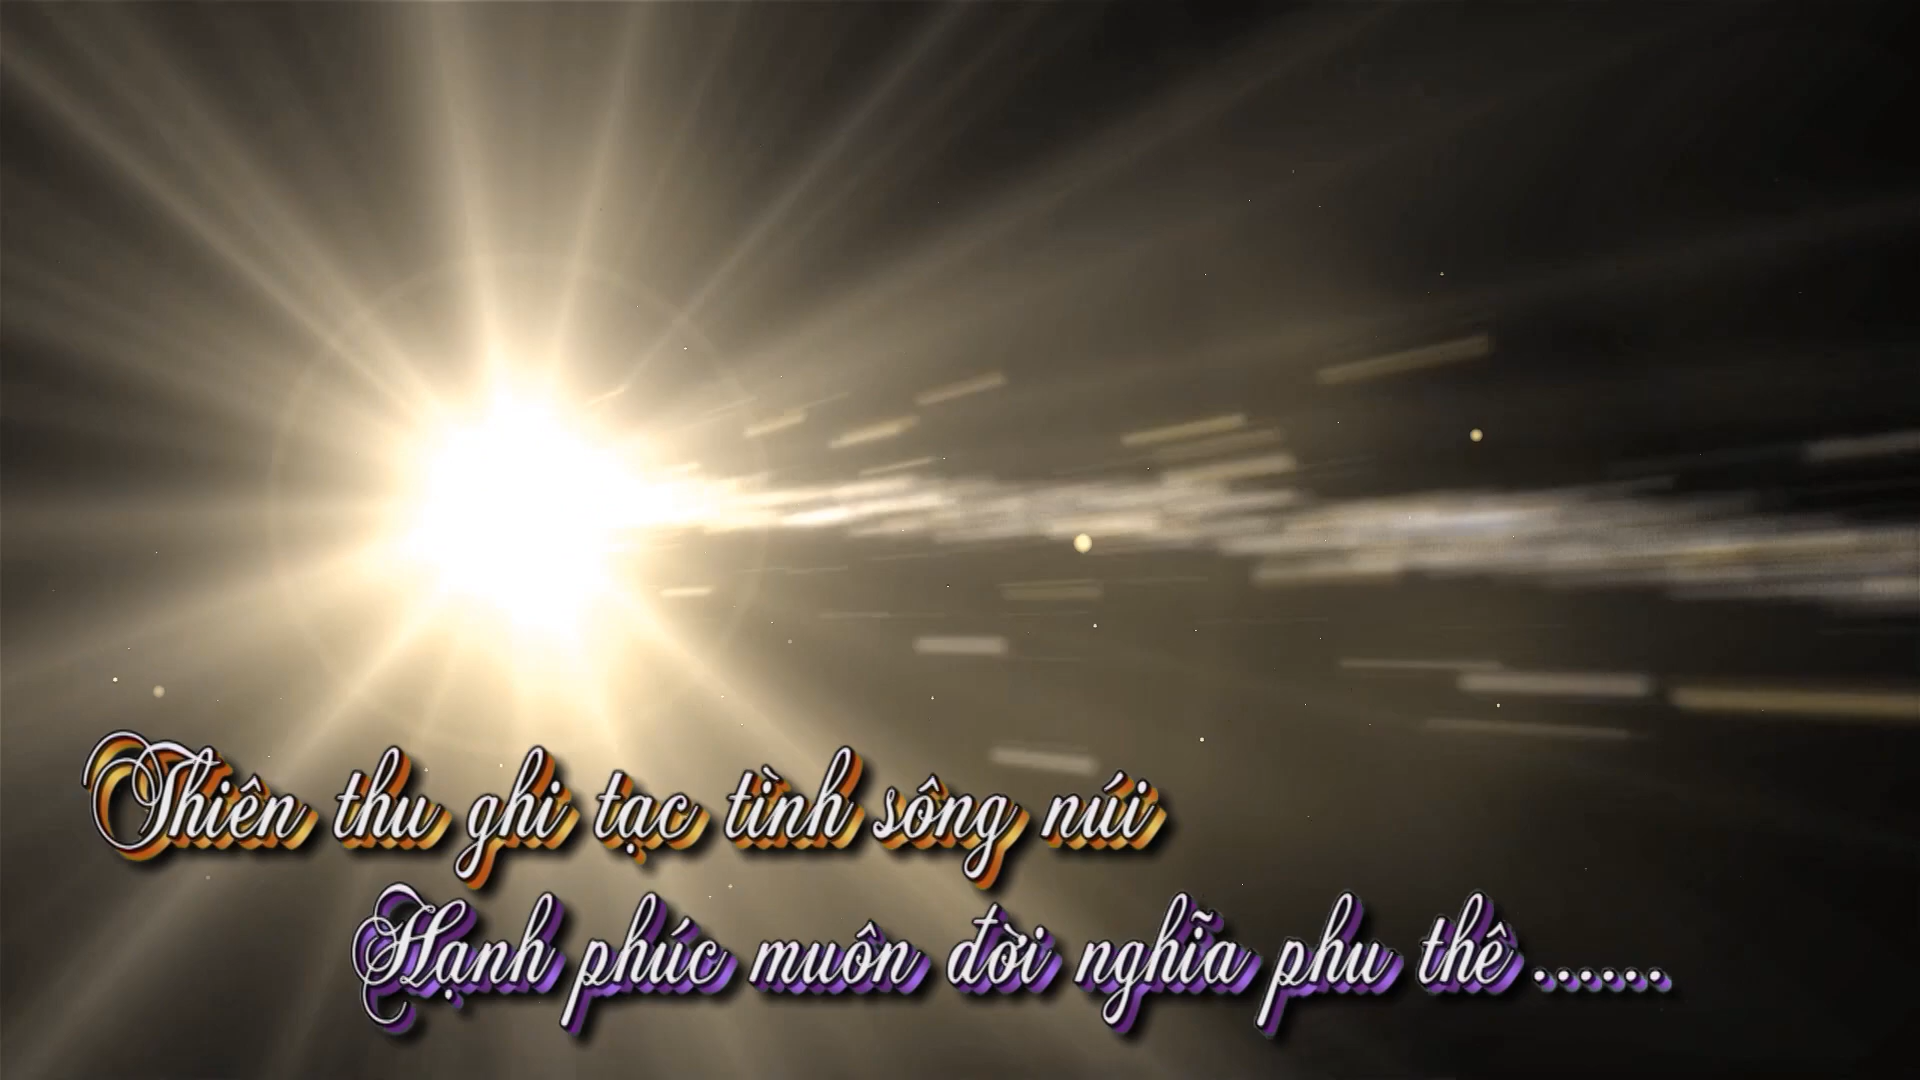 Thiên thu ghi tạc tình sông núi
Hạnh phúc muôn đời nghĩa phu thê ......